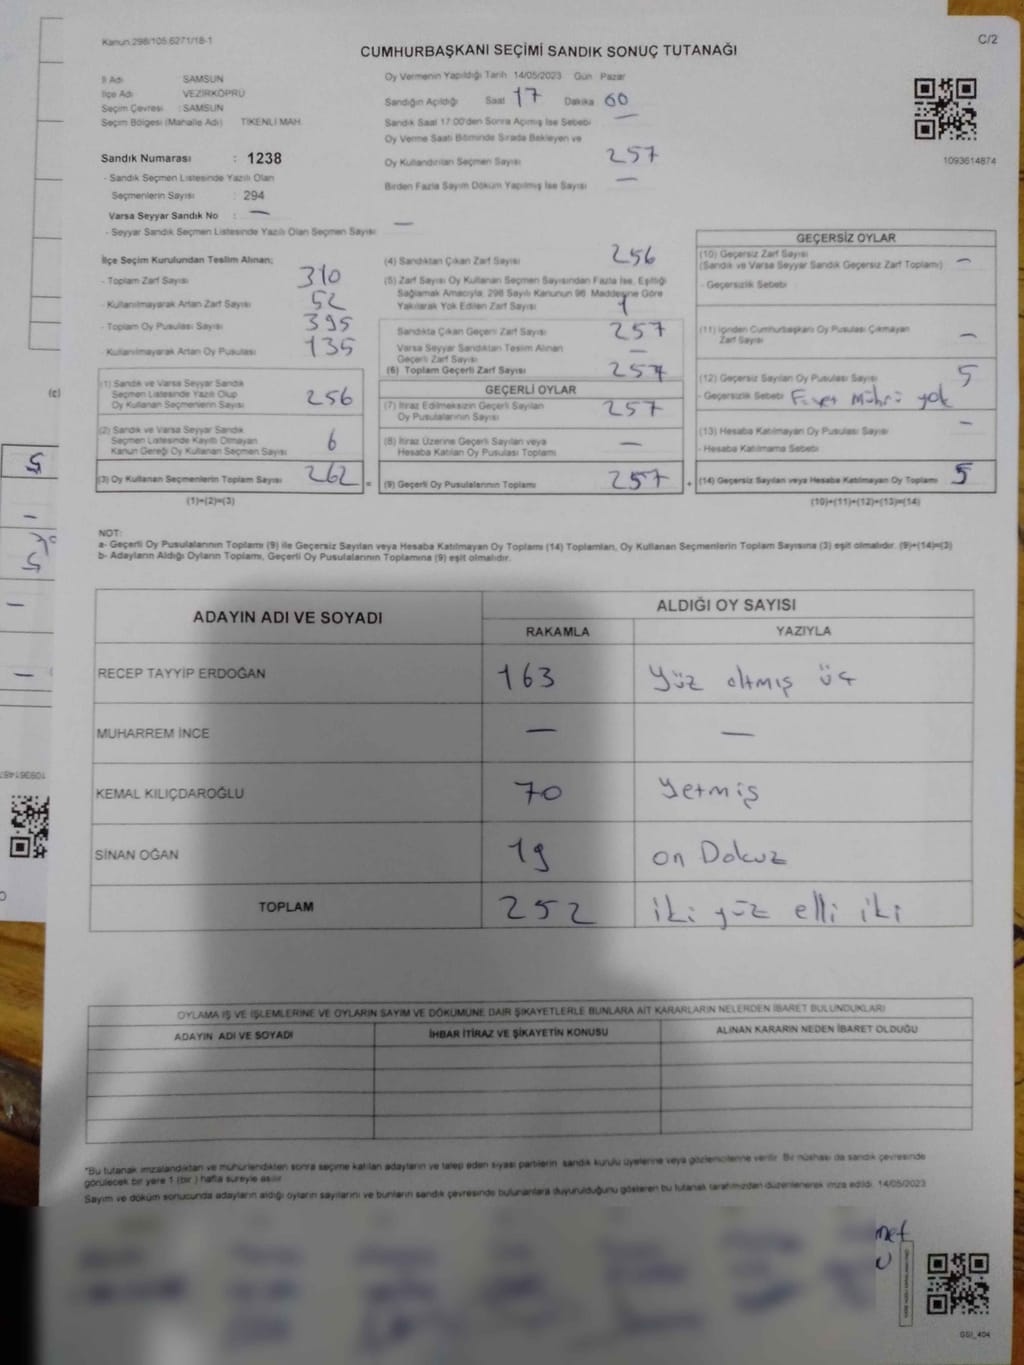 Kanun.298/105.6271/18-1
C/2
CUMHURBAŞKANI SEÇİMİ SANDIK SONUÇ TUTANAĞI
İl Adı SAMSUN
İlçe Adı VEZİRKÖPRÜ
Seçim Çevresi : SAMSUN
Seçim Bölgesi (Mahalle Adı) TİKENLİ MAH.
Sandık Numarası : 1238
- Sandık Seçmen Listesinde Yazılı Olan
Seçmenlerin Sayısı : 294
Varsa Seyyar Sandık No : —
- Seyyar Sandık Seçmen Listesinde Yazılı Olan Seçmen Sayısı —
Oy Vermenin Yapıldığı Tarih 14/05/2023 Gün Pazar
Sandığın Açıldığı Saat 17 Dakika 60
Sandık Saat 17:00'den Sonra Açılmış İse Sebebi —
Oy Verme Saati Bitiminde Sırada Bekleyen ve
Oy Kullandırılan Seçmen Sayısı 257
Birden Fazla Sayım Döküm Yapılmış İse Sayısı —
1093614874
İlçe Seçim Kurulundan Teslim Alınan;
- Toplam Zarf Sayısı 310
- Kullanılmayarak Artan Zarf Sayısı 52
- Toplam Oy Pusulası Sayısı 395
- Kullanılmayarak Artan Oy Pusulası 135
(1) Sandık ve Varsa Seyyar Sandık
Seçmen Listesinde Yazılı Olup
Oy Kullanan Seçmenlerin Sayısı 256
(2) Sandık ve Varsa Seyyar Sandık
Seçmen Listesinde Kayıtlı Olmayan
Kanun Gereği Oy Kullanan Seçmen Sayısı 6
(3) Oy Kullanan Seçmenlerin Toplam Sayısı 262 =
(1)+(2)=(3)
(4) Sandıktan Çıkan Zarf Sayısı 256
(5) Zarf Sayısı Oy Kullanan Seçmen Sayısından Fazla İse, Eşitliği
Sağlamak Amacıyla; 298 Sayılı Kanunun 98. Maddesine Göre
Yakılarak Yok Edilen Zarf Sayısı 1
Sandıkta Çıkan Geçerli Zarf Sayısı 257
Varsa Seyyar Sandıktan Teslim Alınan
Geçerli Zarf Sayısı —
(6) Toplam Geçerli Zarf Sayısı 257
GEÇERLİ OYLAR
(7) İtiraz Edilmeksizin Geçerli Sayılan
Oy Pusulalarının Sayısı 257
(8) İtiraz Üzerine Geçerli Sayılan veya
Hesaba Katılan Oy Pusulası Toplamı —
(9) Geçerli Oy Pusulalarının Toplamı 257 +
GEÇERSİZ OYLAR
(10) Geçersiz Zarf Sayısı
(Sandık ve Varsa Seyyar Sandık Geçersiz Zarf Toplamı) —
- Geçersizlik Sebebi
(11) İçinden Cumhurbaşkanı Oy Pusulası Çıkmayan
Zarf Sayısı —
(12) Geçersiz Sayılan Oy Pusulası Sayısı 5
- Geçersizlik Sebebi Evet Mührü yok
(13) Hesaba Katılmayan Oy Pusulası Sayısı —
- Hesaba Katılmama Sebebi
(14) Geçersiz Sayılan veya Hesaba Katılmayan Oy Toplamı 5
(10)+(11)+(12)+(13)=(14)
NOT:
a- Geçerli Oy Pusulalarının Toplamı (9) ile Geçersiz Sayılan veya Hesaba Katılmayan Oy Toplamı (14) Toplamları, Oy Kullanan Seçmenlerin Toplam Sayısına (3) eşit olmalıdır. (9)+(14)=(3)
b- Adayların Aldığı Oyların Toplamı, Geçerli Oy Pusulalarının Toplamına (9) eşit olmalıdır.
ADAYIN ADI VE SOYADI ALDIĞI OY SAYISI
RAKAMLA YAZIYLA
RECEP TAYYİP ERDOĞAN 163 Yüz altmış üç
MUHARREM İNCE — —
KEMAL KILIÇDAROĞLU 70 Yetmiş
SİNAN OĞAN 19 on Dokuz
TOPLAM 252 iki yüz elli iki
OYLAMA İŞ VE İŞLEMLERİNE VE OYLARIN SAYIM VE DÖKÜMÜNE DAİR ŞİKAYETLERLE BUNLARA AİT KARARLARIN NELERDEN İBARET BULUNDUKLARI
ADAYIN ADI VE SOYADI İHBAR İTİRAZ VE ŞİKAYETİN KONUSU ALINAN KARARIN NEDEN İBARET OLDUĞU
*Bu tutanak imzalandıktan ve mühürlendikten sonra seçime katılan adayların ve talep eden siyasi partilerin sandık kurulu üyelerine veya gözlemcilerine verilir. Bir nüshası da sandık çevresinde
görülecek bir yere 1 (bir ) hafta süreyle asılır.
Sayım ve döküm sonucunda adayların aldığı oyların sayılarını ve bunların sandık çevresinde bulunanlara duyurulduğunu gösteren bu tutanak tarafımızdan düzenlenerek imza edildi. 14/05/2023
GSI_404